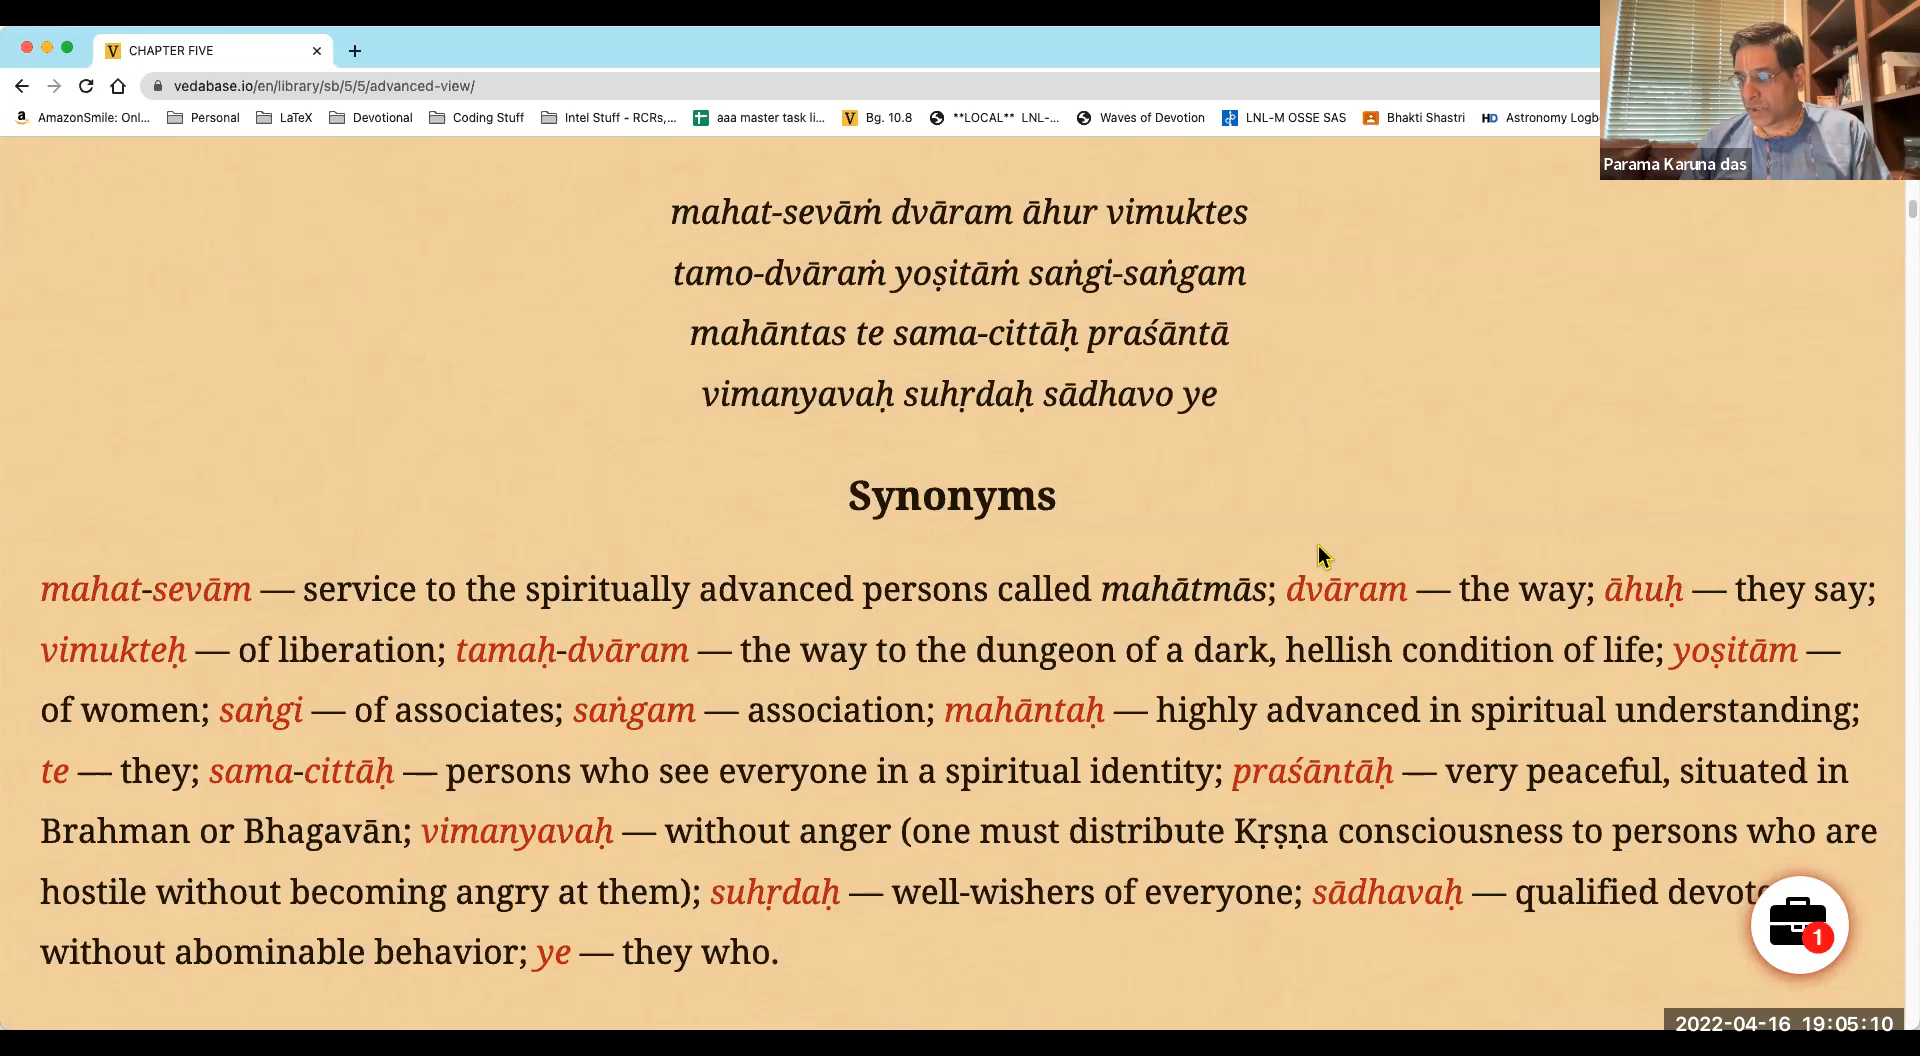 CHAPTER FIVE
vedabase.io/en/library/sb/5/5/advanced-view/
AmazonSmile: Onl... Personal LaTeX Devotional Coding Stuff Intel Stuff - RCRs,... aaa master task li... Bg. 10.8 **LOCAL** LNL-... Waves of Devotion LNL-M OSSE SAS Bhakti Shastri Astronomy Logb
Parama Karuna das
mahat-sevāṁ dvāram āhur vimuktes
tamo-dvāraṁ yoṣitāṁ saṅgi-saṅgam
mahāntas te sama-cittāḥ praśāntā
vimanyavaḥ suhṛdaḥ sādhavo ye
Synonyms
mahat-sevām — service to the spiritually advanced persons called mahātmās; dvāram — the way; āhuḥ — they say;
vimukteḥ — of liberation; tamaḥ-dvāram — the way to the dungeon of a dark, hellish condition of life; yoṣitām —
of women; saṅgi — of associates; saṅgam — association; mahāntaḥ — highly advanced in spiritual understanding;
te — they; sama-cittāḥ — persons who see everyone in a spiritual identity; praśāntāḥ — very peaceful, situated in
Brahman or Bhagavān; vimanyavaḥ — without anger (one must distribute Kṛṣṇa consciousness to persons who are
hostile without becoming angry at them); suhṛdaḥ — well-wishers of everyone; sādhavaḥ — qualified
without abominable behavior; ye — they who.
1
2022-04-16 19:05:10